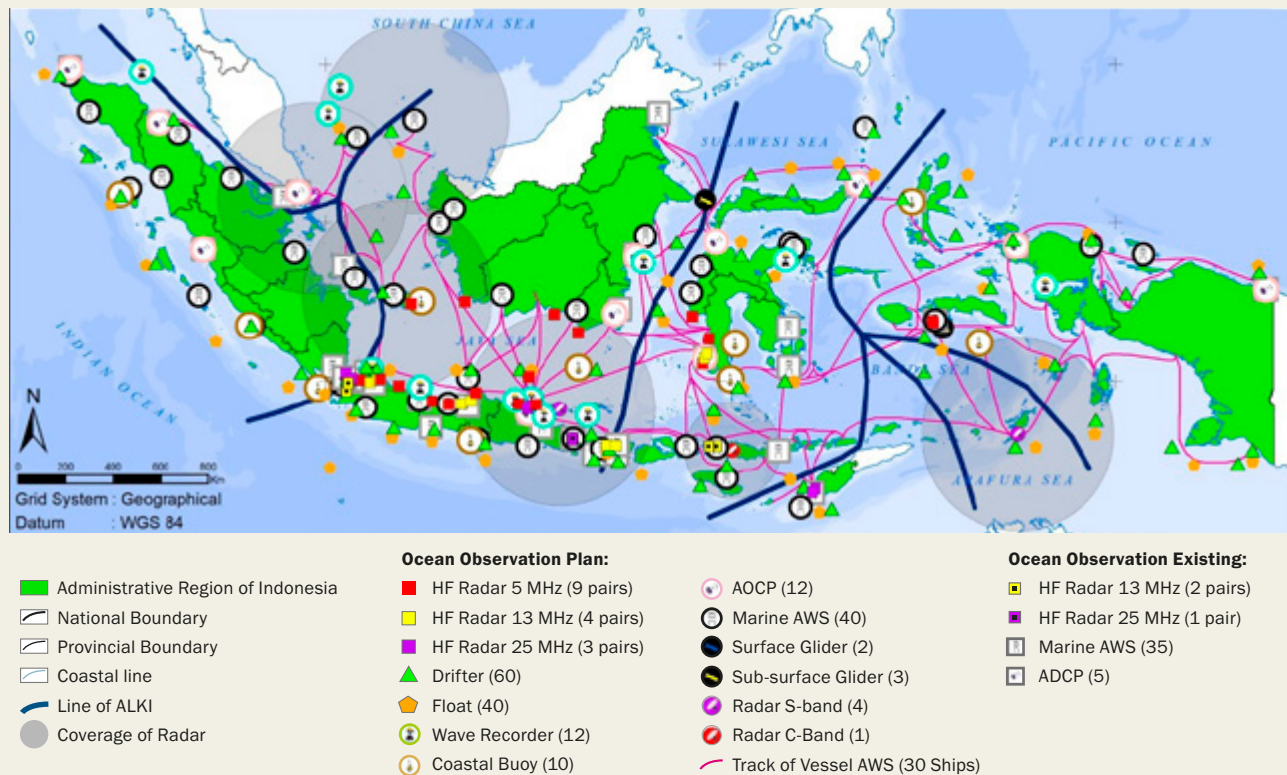 SOUTH CHINA SEA
SULAWESI SEA
PACIFIC OCEAN
INDIAN OCEAN
JAVA SEA
BANDA SEA
ARAFURA SEA
N
0 200 400 600 800
Km
Grid System : Geographical
Datum : WGS 84
Administrative Region of Indonesia
National Boundary
Provincial Boundary
Coastal line
Line of ALKI
Coverage of Radar
Ocean Observation Plan:
HF Radar 5 MHz (9 pairs)
HF Radar 13 MHz (4 pairs)
HF Radar 25 MHz (3 pairs)
Drifter (60)
Float (40)
Wave Recorder (12)
Coastal Buoy (10)
AOCP (12)
Marine AWS (40)
Surface Glider (2)
Sub-surface Glider (3)
Radar S-band (4)
Radar C-Band (1)
Track of Vessel AWS (30 Ships)
Ocean Observation Existing:
HF Radar 13 MHz (2 pairs)
HF Radar 25 MHz (1 pair)
Marine AWS (35)
ADCP (5)